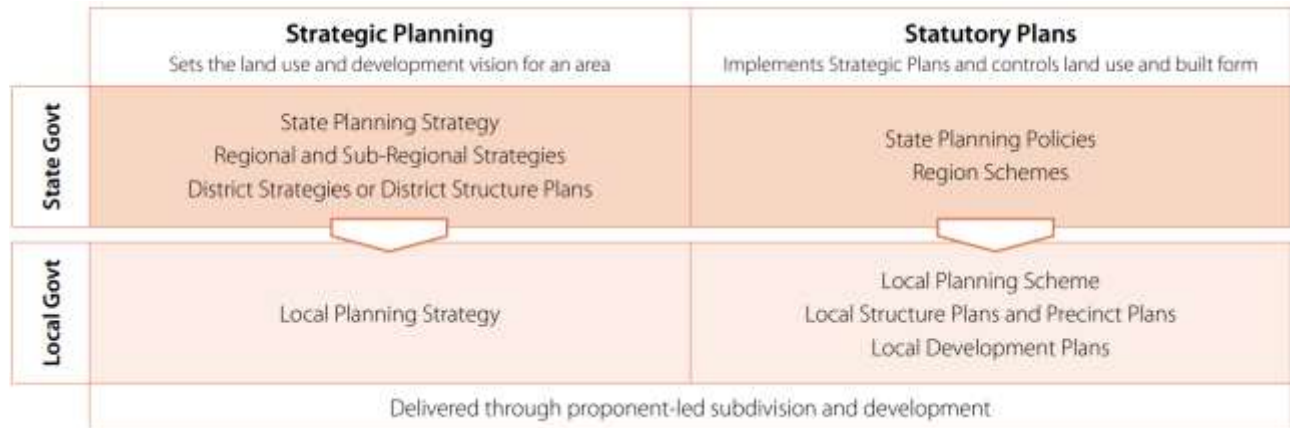 Strategic Planning
Sets the land use and development vision for an area
Statutory Plans
Implements Strategic Plans and controls land use and built form
State Govt
State Planning Strategy
Regional and Sub-Regional Strategies
District Strategies or District Structure Plans
State Planning Policies
Region Schemes
Local Govt
Local Planning Strategy
Local Planning Scheme
Local Structure Plans and Precinct Plans
Local Development Plans
Delivered through proponent-led subdivision and development